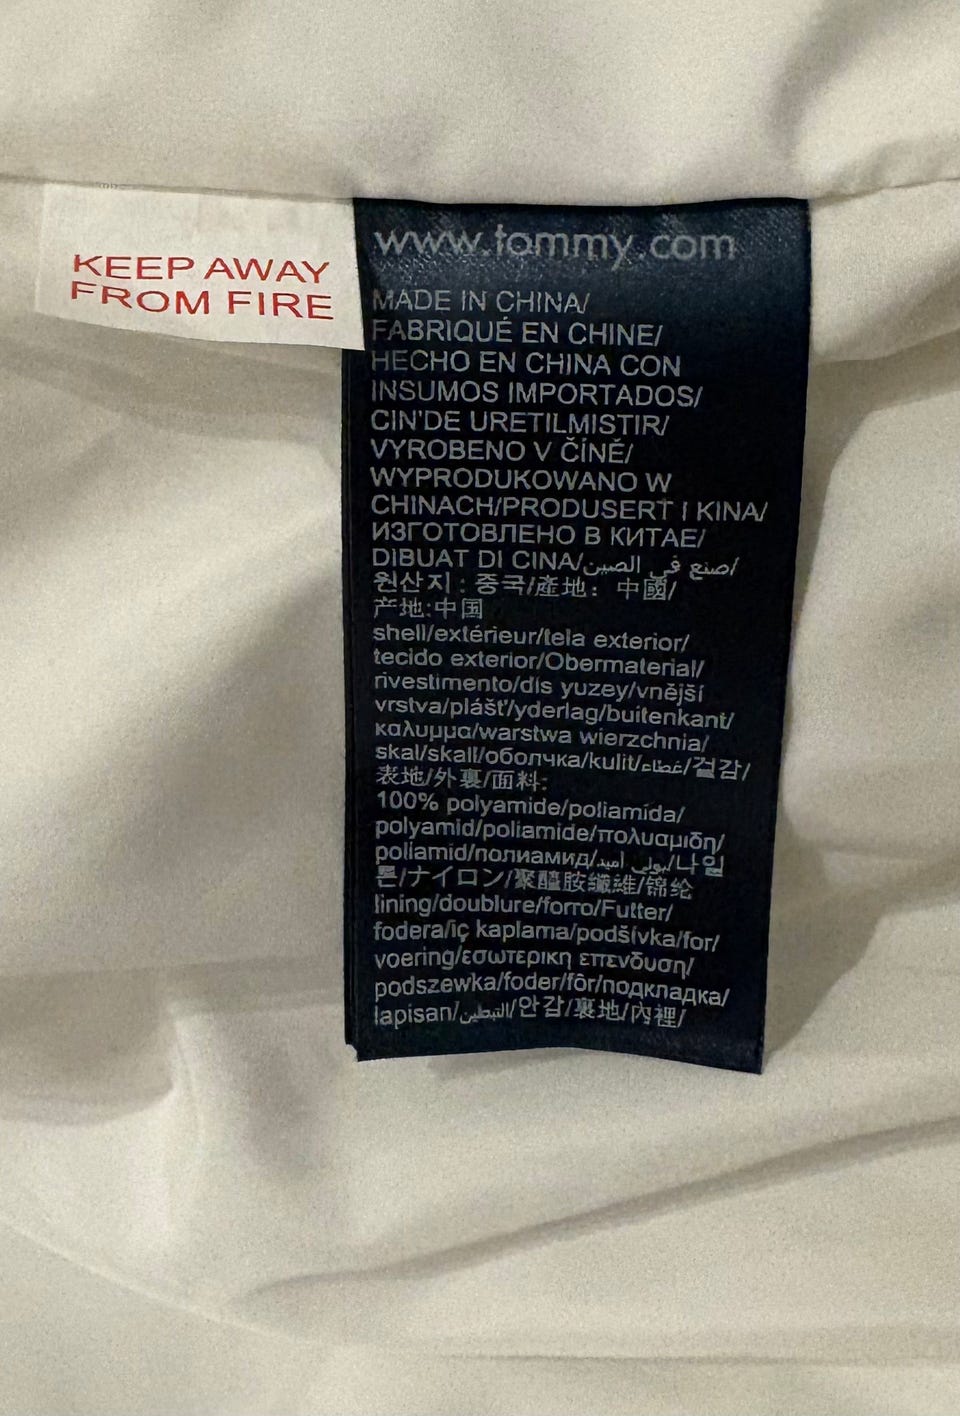 KEEP AWAY
FROM FIRE
www.tommy.com
MADE IN CHINA/
FABRIQUÉ EN CHINE/
HECHO EN CHINA CON
INSUMOS IMPORTADOS/
CIN'DE URETILMISTIR/
VYROBENO V ČÍNĚ/
WYPRODUKOWANO W
CHINACH/PRODUSERT I KINA/
ИЗГОТОВЛЕНО В КИТАЕ/
DIBUAT DI CINA/صنع في الصين/
원산지 : 중국/產地： 中國/
产地:中国
shell/extérieur/tela exterior/
tecido exterior/Obermaterial/
rivestimento/dis yuzey/vnější
vrstva/plášt'/yderlag/buitenkant/
καλυμμα/warstwa wierzchnia/
skal/skall/оболчка/kulit/غطاء/겉감/
表地/外裏/面料:
100% polyamide/poliamida/
polyamid/poliamide/πολυαμιδη/
poliamid/полиамид/بولي اميد/나일
론/ナイロン/聚醯胺纖維/锦纶
lining/doublure/forro/Futter/
fodera/iç kaplama/podšívka/for/
voering/εσωτερικη επενδυση/
podszewka/foder/fôr/подкладка/
lapisan/التبطين/안감/裏地/內裡/